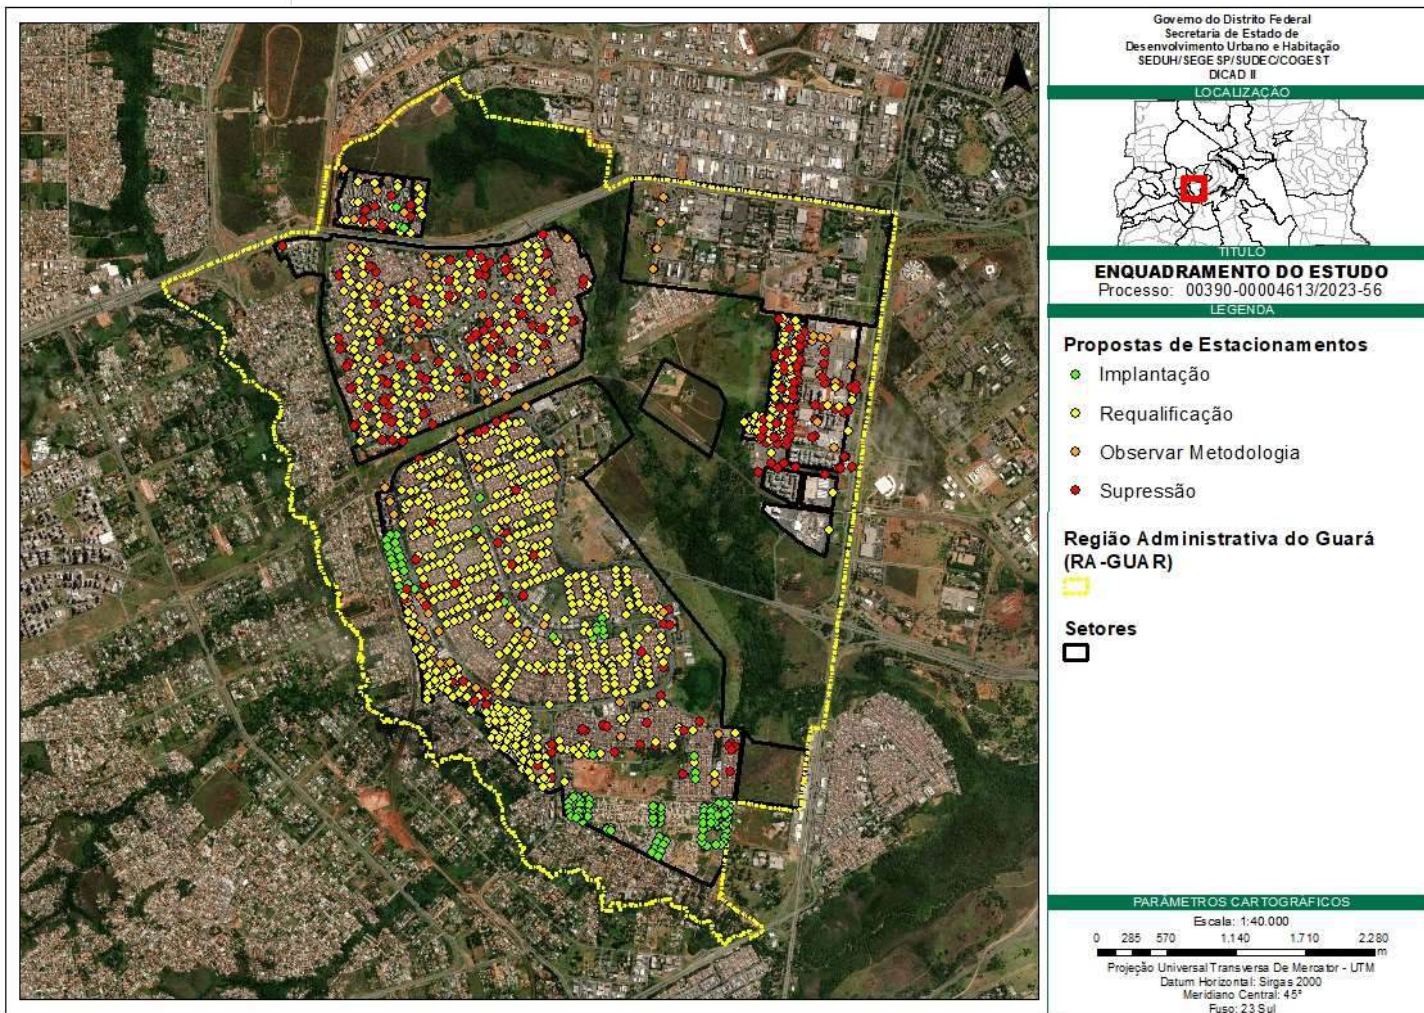 Governo do Distrito Federal
Secretaria de Estado de
Desenvolvimento Urbano e Habitação
SEDUH/SEGESP/SUDEC/COGEST
DICAD II
LOCALIZAÇÃO
TÍTULO
ENQUADRAMENTO DO ESTUDO
Processo: 00390-00004613/2023-56
LEGENDA
Propostas de Estacionamentos
Implantação
Requalificação
Observar Metodologia
Supressão
Região Administrativa do Guará
(RA-GUAR)
Setores
PARÂMETROS CARTOGRÁFICOS
Escala: 1:40.000
0 285 570 1.140 1.710 2.280
m
Projeção Universal Transversa De Mercator - UTM
Datum Horizontal: Sirgas 2000
Meridiano Central: 45°
Fuso: 23 Sul